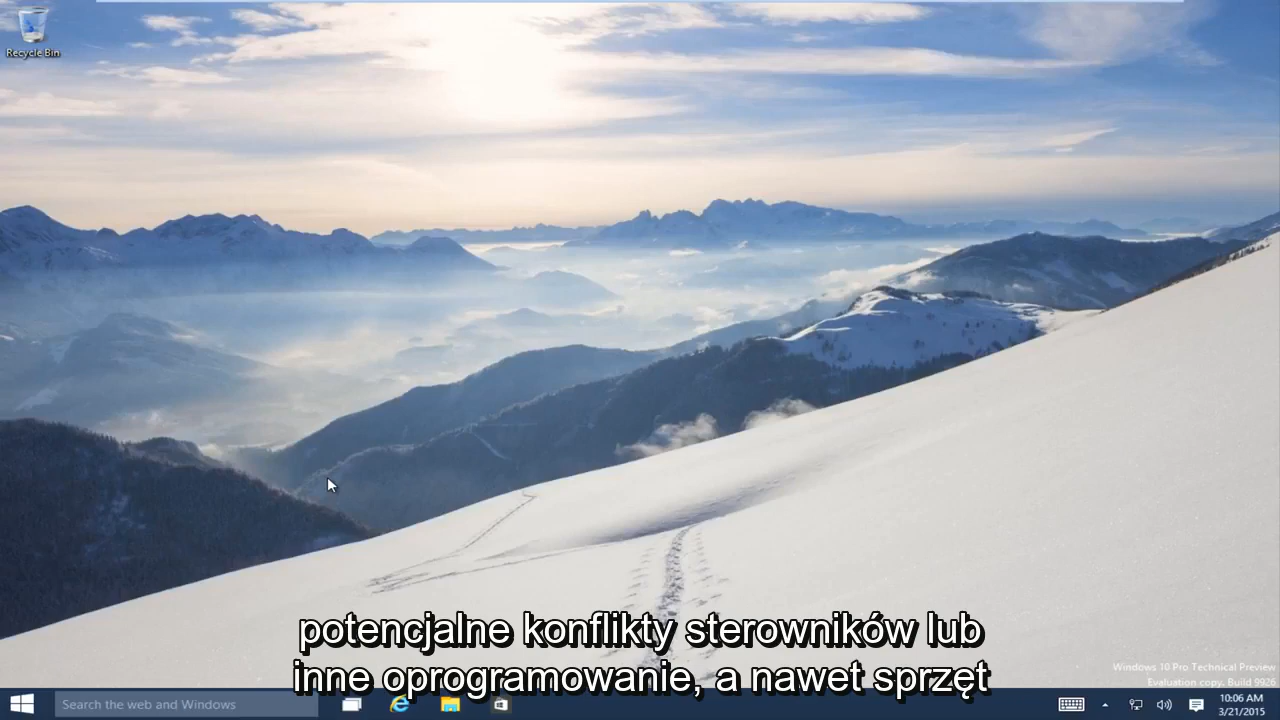 Recycle Bin
potencjalne konflikty sterowników lub
inne oprogramowanie, a nawet sprzęt
Windows 10 Pro Technical Preview
Evaluation copy. Build 9926
Search the web and Windows
10:06 AM
3/21/2015